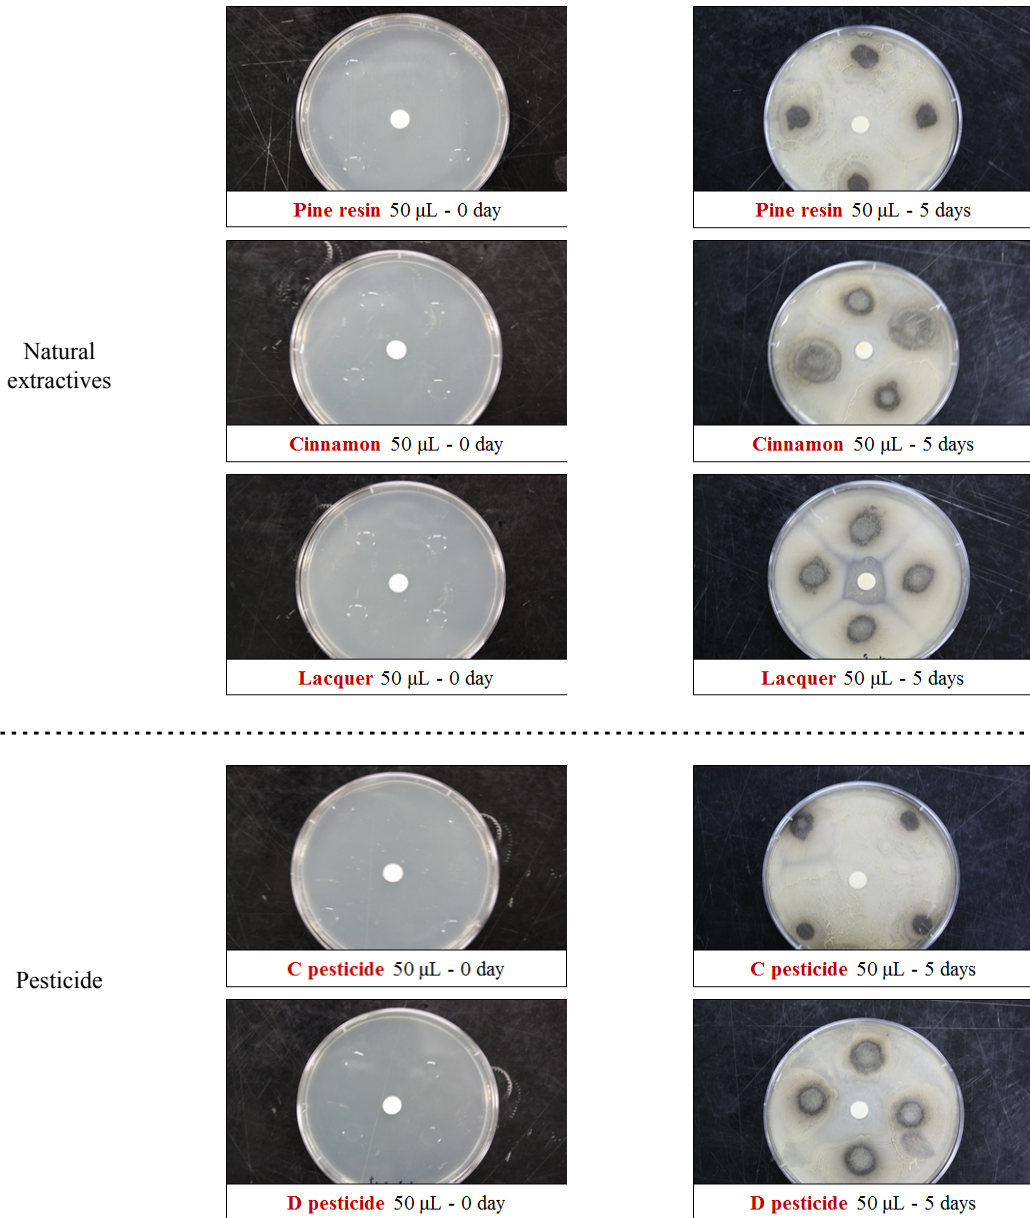 Pine resin 50 μL - 0 day
Pine resin 50 μL - 5 days
Natural
extractives
Cinnamon 50 μL - 0 day
Cinnamon 50 μL - 5 days
Lacquer 50 μL - 0 day
Lacquer 50 μL - 5 days
Pesticide
C pesticide 50 μL - 0 day
C pesticide 50 μL - 5 days
D pesticide 50 μL - 0 day
D pesticide 50 μL - 5 days